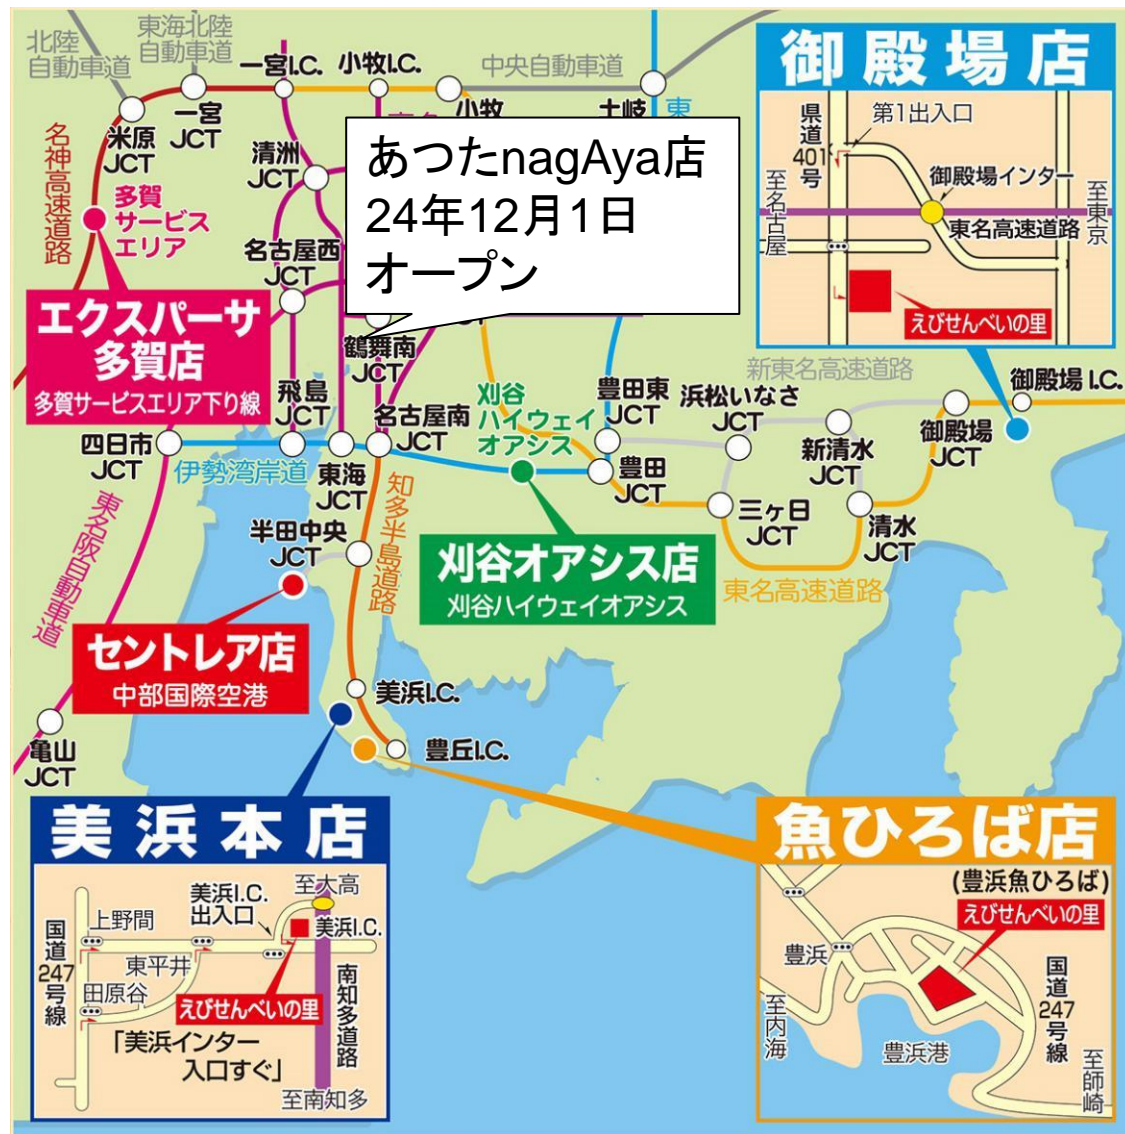 北陸
自動車道
東海北陸
自動車道
一宮I.C.
小牧I.C.
中央自動車道
名神高速道路
米原
JCT
一宮
JCT
小牧
土岐
東
清洲
JCT
多賀
サービス
エリア
名古屋西
JCT
あつたnagAya店
24年12月1日
オープン
エクスパーサ
多賀店
多賀サービスエリア下り線
鶴舞南
JCT
飛島
JCT
名古屋南
JCT
刈谷
ハイウェイ
オアシス
豊田東
JCT
浜松いなさ
JCT
新東名高速道路
御殿場 I.C.
四日市
JCT
伊勢湾岸道
東海
JCT
豊田
JCT
新清水
JCT
御殿場
JCT
東名阪自動車道
半田中央
JCT
知多半島道路
三ヶ日
JCT
清水
JCT
刈谷オアシス店
刈谷ハイウェイオアシス
東名高速道路
セントレア店
中部国際空港
美浜I.C.
亀山
JCT
豊丘I.C.
御殿場店
県道401号
第1出入口
至名古屋
御殿場インター
至東京
東名高速道路
えびせんべいの里
美浜本店
美浜I.C.
出入口
至大高
国道247号線
上野間
美浜I.C.
東平井
田原谷
えびせんべいの里
南知多道路
「美浜インター
入口すぐ」
至南知多
魚ひろば店
(豊浜魚ひろば)
えびせんべいの里
豊浜
国道247号線
至内海
豊浜港
至師崎